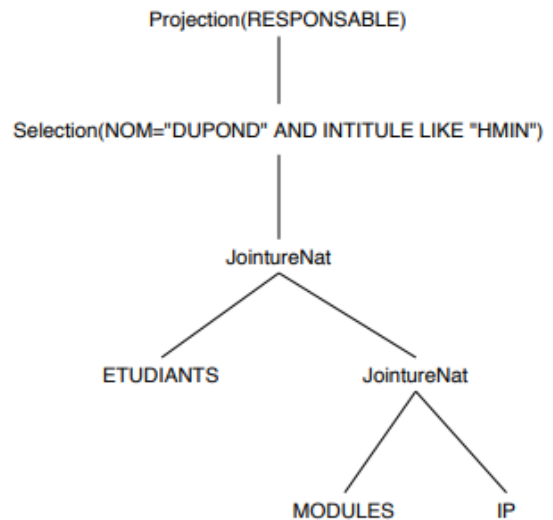 Projection(RESPONSABLE)
Selection(NOM="DUPOND" AND INTITULE LIKE "HMIN")
JointureNat
ETUDIANTS JointureNat
MODULES IP